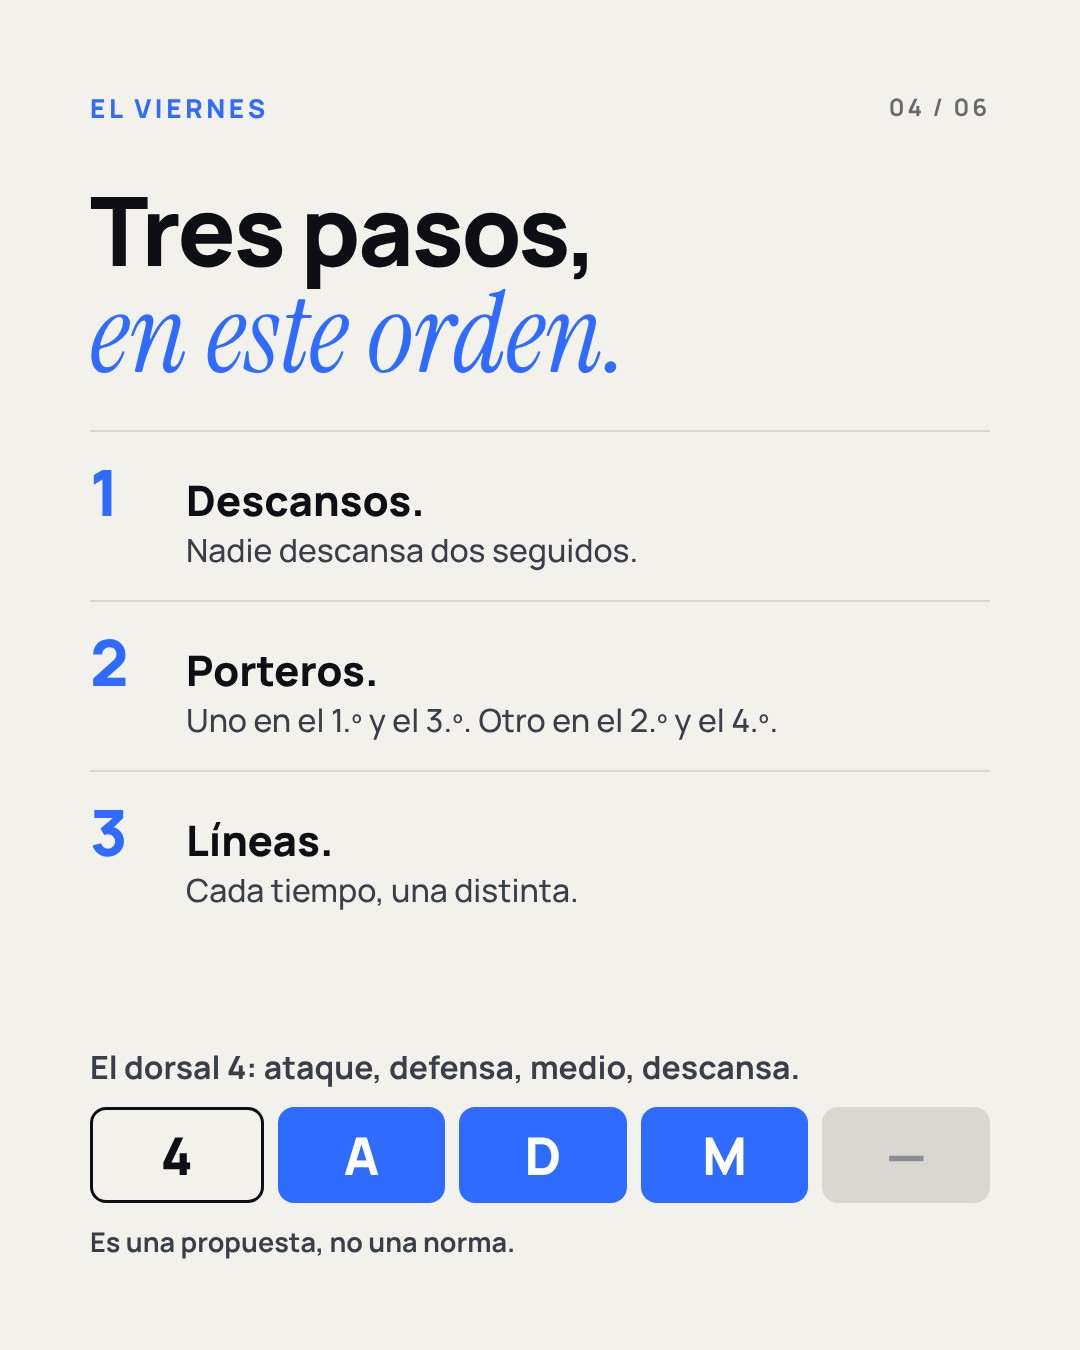 EL VIERNES
04 / 06
Tres pasos,
en este orden.
1
Descansos.
Nadie descansa dos seguidos.
2
Porteros.
Uno en el 1.º y el 3.º. Otro en el 2.º y el 4.º.
3
Líneas.
Cada tiempo, una distinta.
El dorsal 4: ataque, defensa, medio, descansa.
4 A D M —
Es una propuesta, no una norma.